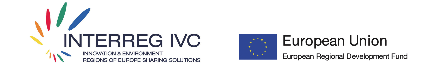 INTERREG IVC
INNOVATION & ENVIRONMENT
REGIONS OF EUROPE SHARING SOLUTIONS
European Union
European Regional Development Fund